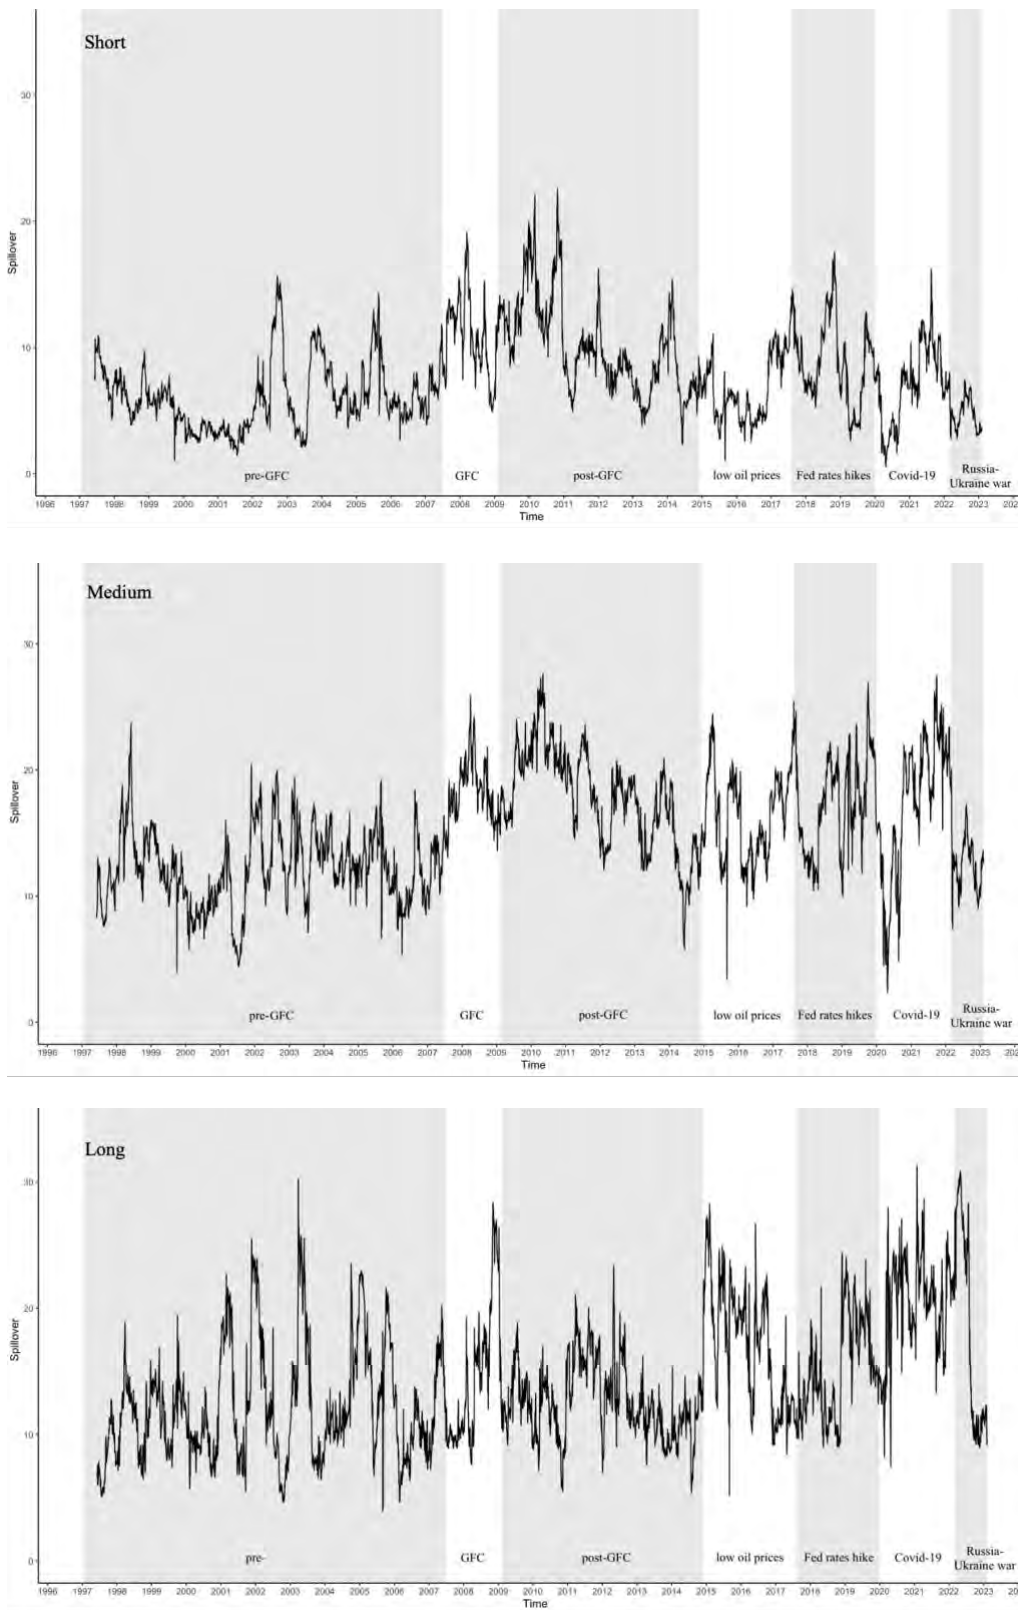 Short
30
20
Spillover
10
0
pre-GFC GFC post-GFC low oil prices Fed rates hikes Covid-19 Russia-
Ukraine war
1996 1997 1998 1999 2000 2001 2002 2003 2004 2005 2006 2007 2008 2009 2010 2011 2012 2013 2014 2015 2016 2017 2018 2019 2020 2021 2022 2023 202
Time
Medium
30
20
Spillover
10
0
pre-GFC GFC post-GFC low oil prices Fed rates hikes Covid-19 Russia-
Ukraine war
1996 1997 1998 1999 2000 2001 2002 2003 2004 2005 2006 2007 2008 2009 2010 2011 2012 2013 2014 2015 2016 2017 2018 2019 2020 2021 2022 2023 202
Time
Long
30
20
Spillover
10
0
pre- GFC post-GFC low oil prices Fed rates hike Covid-19 Russia-
Ukraine war
1996 1997 1998 1999 2000 2001 2002 2003 2004 2005 2006 2007 2008 2009 2010 2011 2012 2013 2014 2015 2016 2017 2018 2019 2020 2021 2022 2023 202
Time